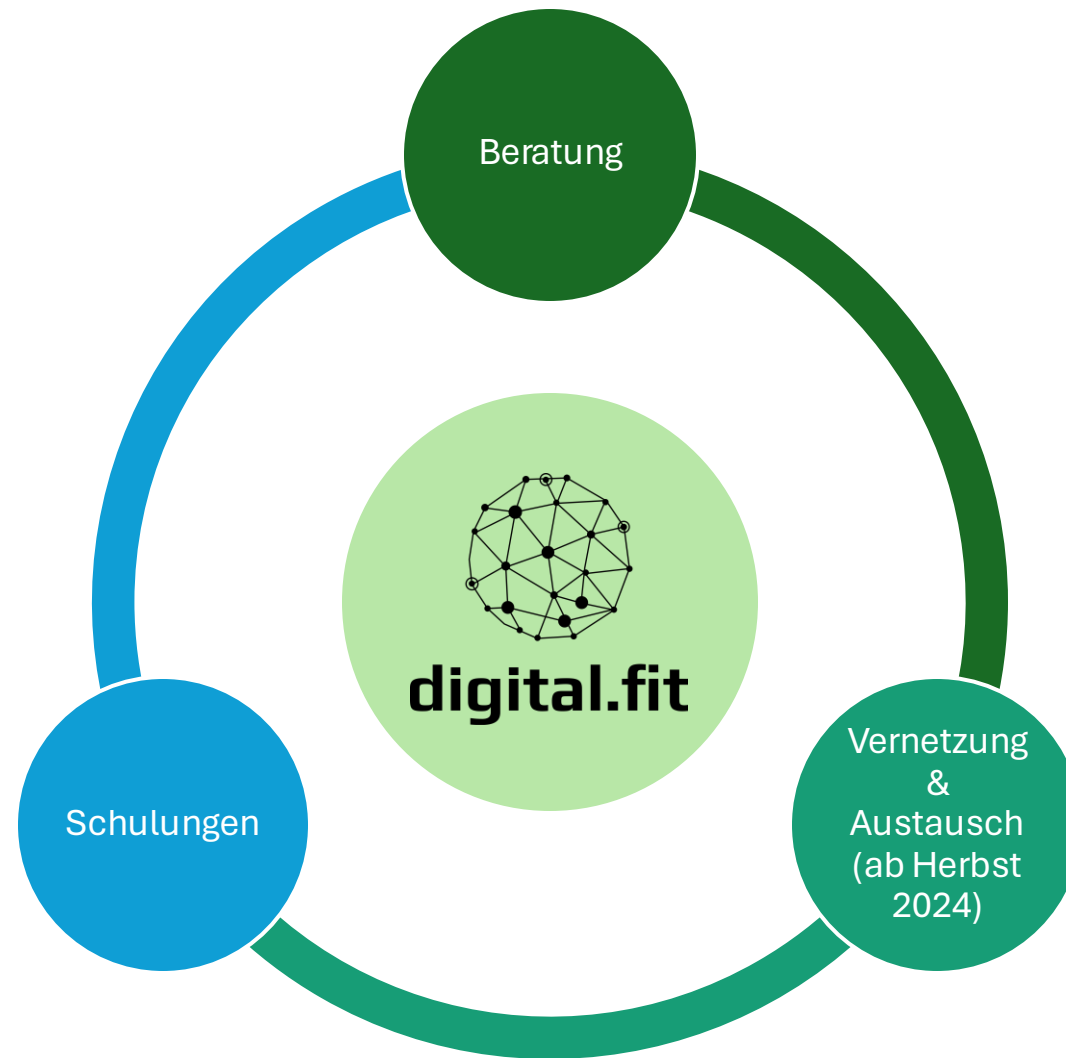 Beratung
digital.fit
Schulungen
Vernetzung
&
Austausch
(ab Herbst
2024)